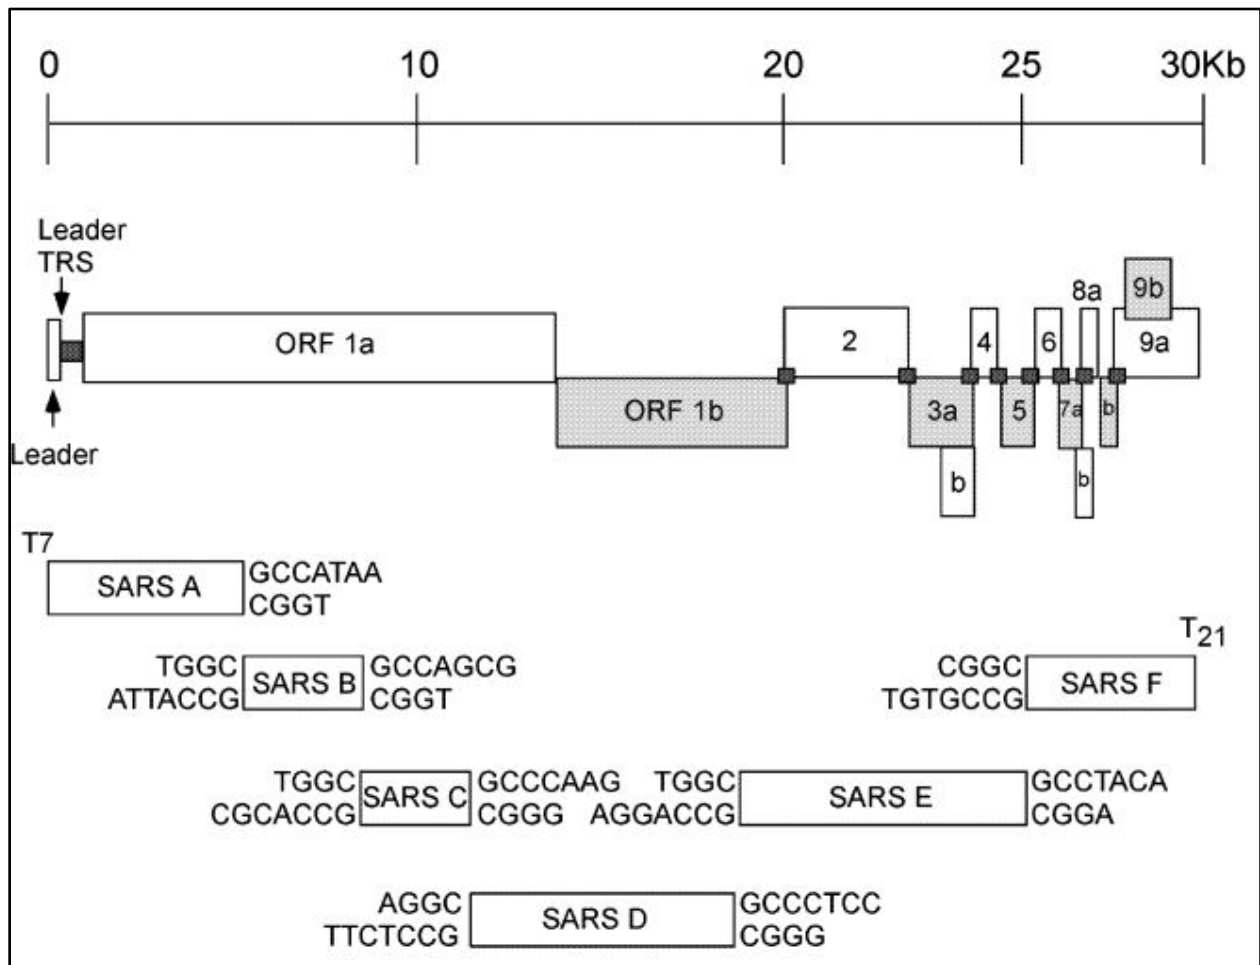 0 10 20 25 30Kb
Leader
TRS
Leader
ORF 1a
ORF 1b
2
3a
b
4
5
6
7a
b
8a
b
9b
9a
T7
SARS A
GCCATAA
CGGT
TGGC
ATTACCG
SARS B
GCCAGCG
CGGT
CGGC
TGTGCCG
SARS F
T21
TGGC
CGCACCG
SARS C
GCCCAAG
CGGG
TGGC
AGGACCG
SARS E
GCCTACA
CGGA
AGGC
TTCTCCG
SARS D
GCCCTCC
CGGG